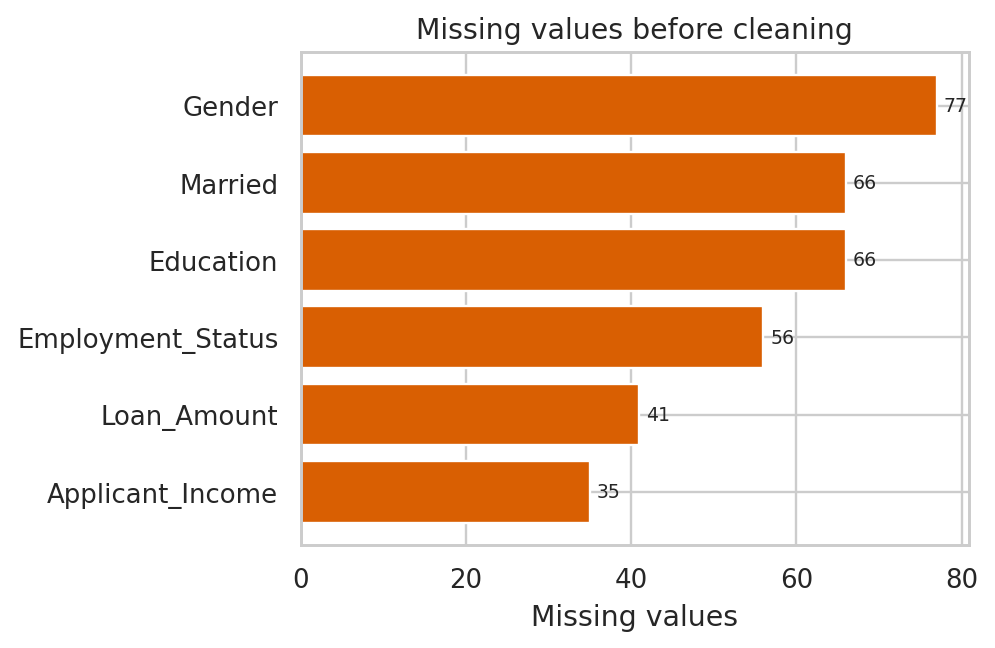 Missing values before cleaning
Gender 77
Married 66
Education 66
Employment_Status 56
Loan_Amount 41
Applicant_Income 35
0 20 40 60 80
Missing values